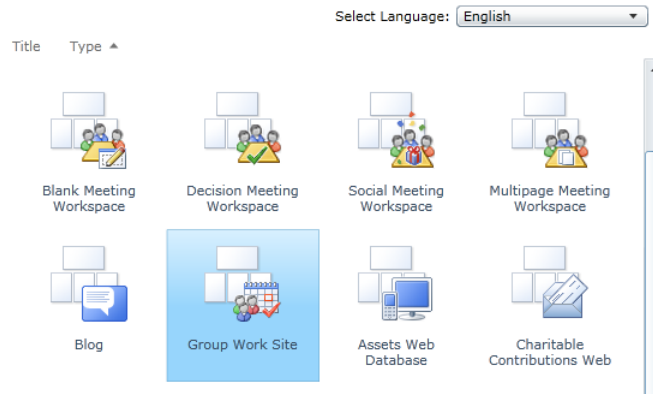 Select Language: English
Title Type
Blank Meeting Workspace
Decision Meeting Workspace
Social Meeting Workspace
Multipage Meeting Workspace
Blog
Group Work Site
Assets Web Database
Charitable Contributions Web